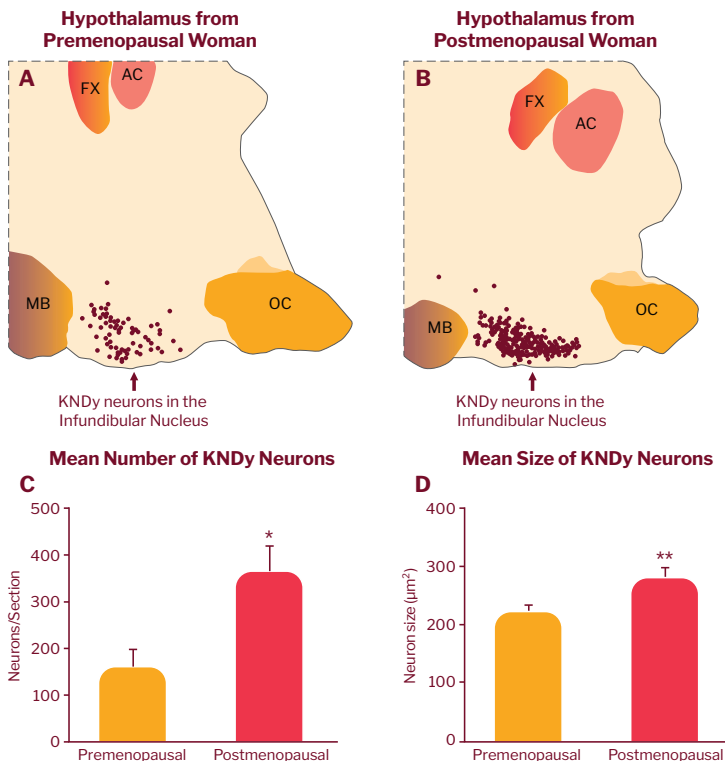 Hypothalamus from
Premenopausal Woman
Hypothalamus from
Postmenopausal Woman
A
FX
AC
MB
OC
KNDy neurons in the
Infundibular Nucleus
B
FX
AC
MB
OC
KNDy neurons in the
Infundibular Nucleus
Mean Number of KNDy Neurons
C
Neurons/Section
500
400
300
200
100
0
*
Premenopausal
Postmenopausal
Mean Size of KNDy Neurons
D
Neuron size (µm²)
400
300
200
100
0
**
Premenopausal
Postmenopausal